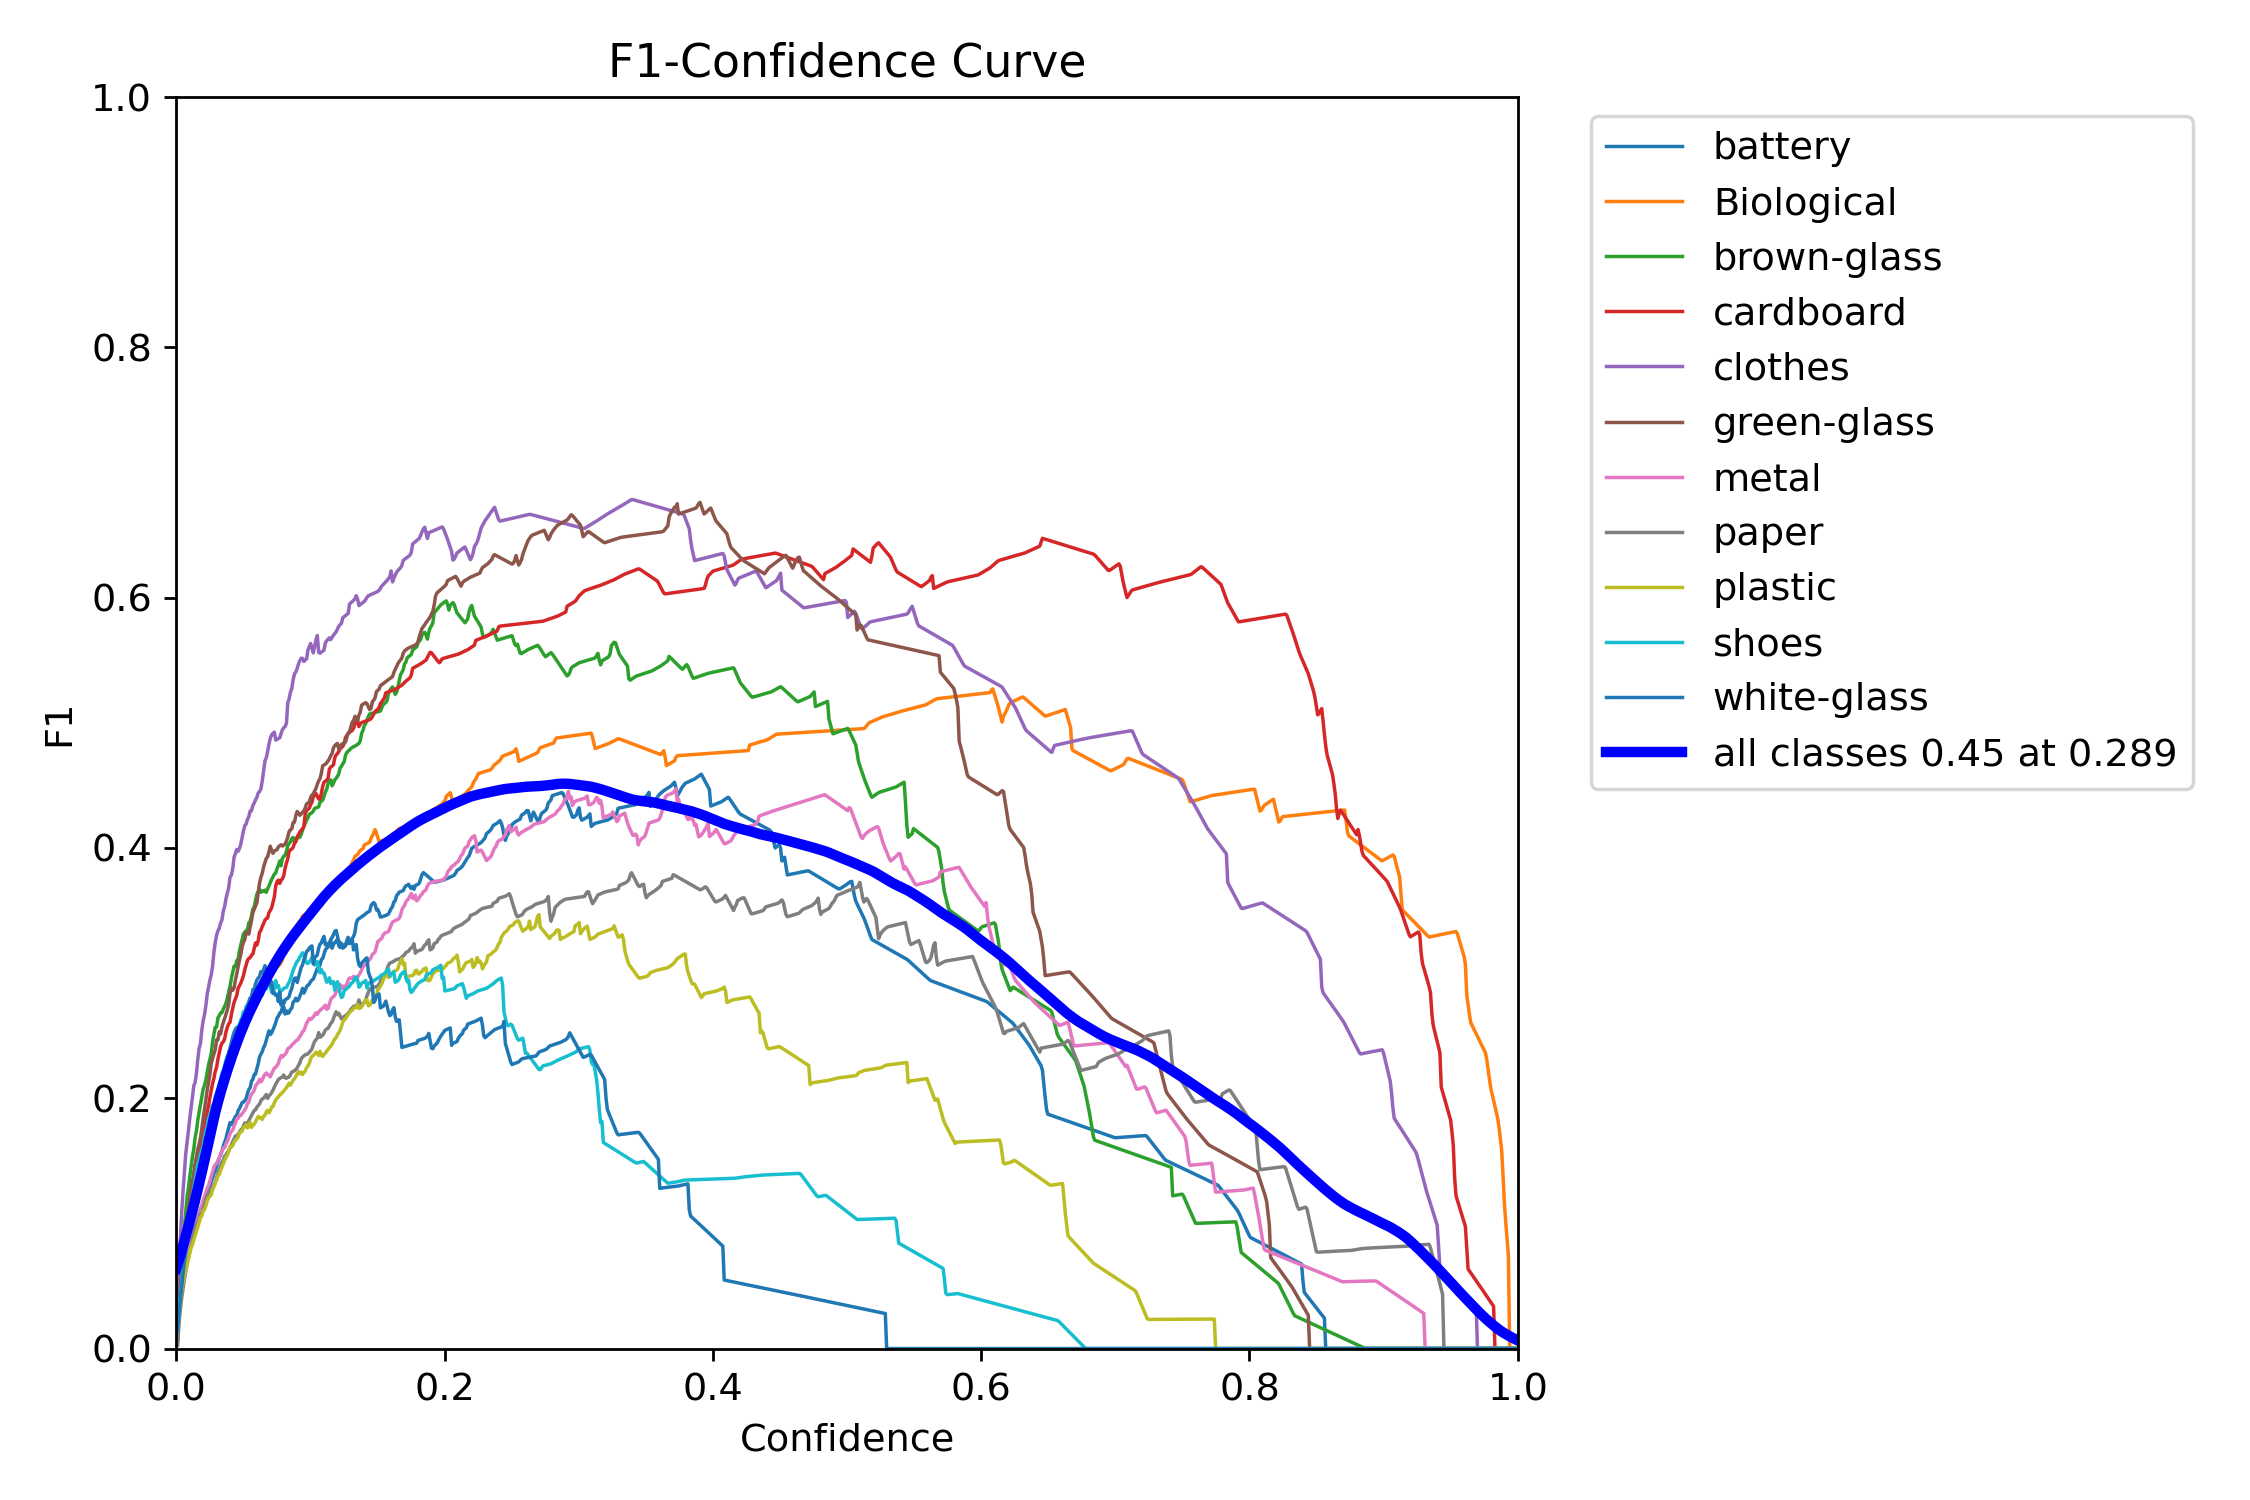 F1-Confidence Curve
1.0
0.8
0.6
0.4
0.2
0.0
F1
0.0 0.2 0.4 0.6 0.8 1.0
Confidence
battery
Biological
brown-glass
cardboard
clothes
green-glass
metal
paper
plastic
shoes
white-glass
all classes 0.45 at 0.289